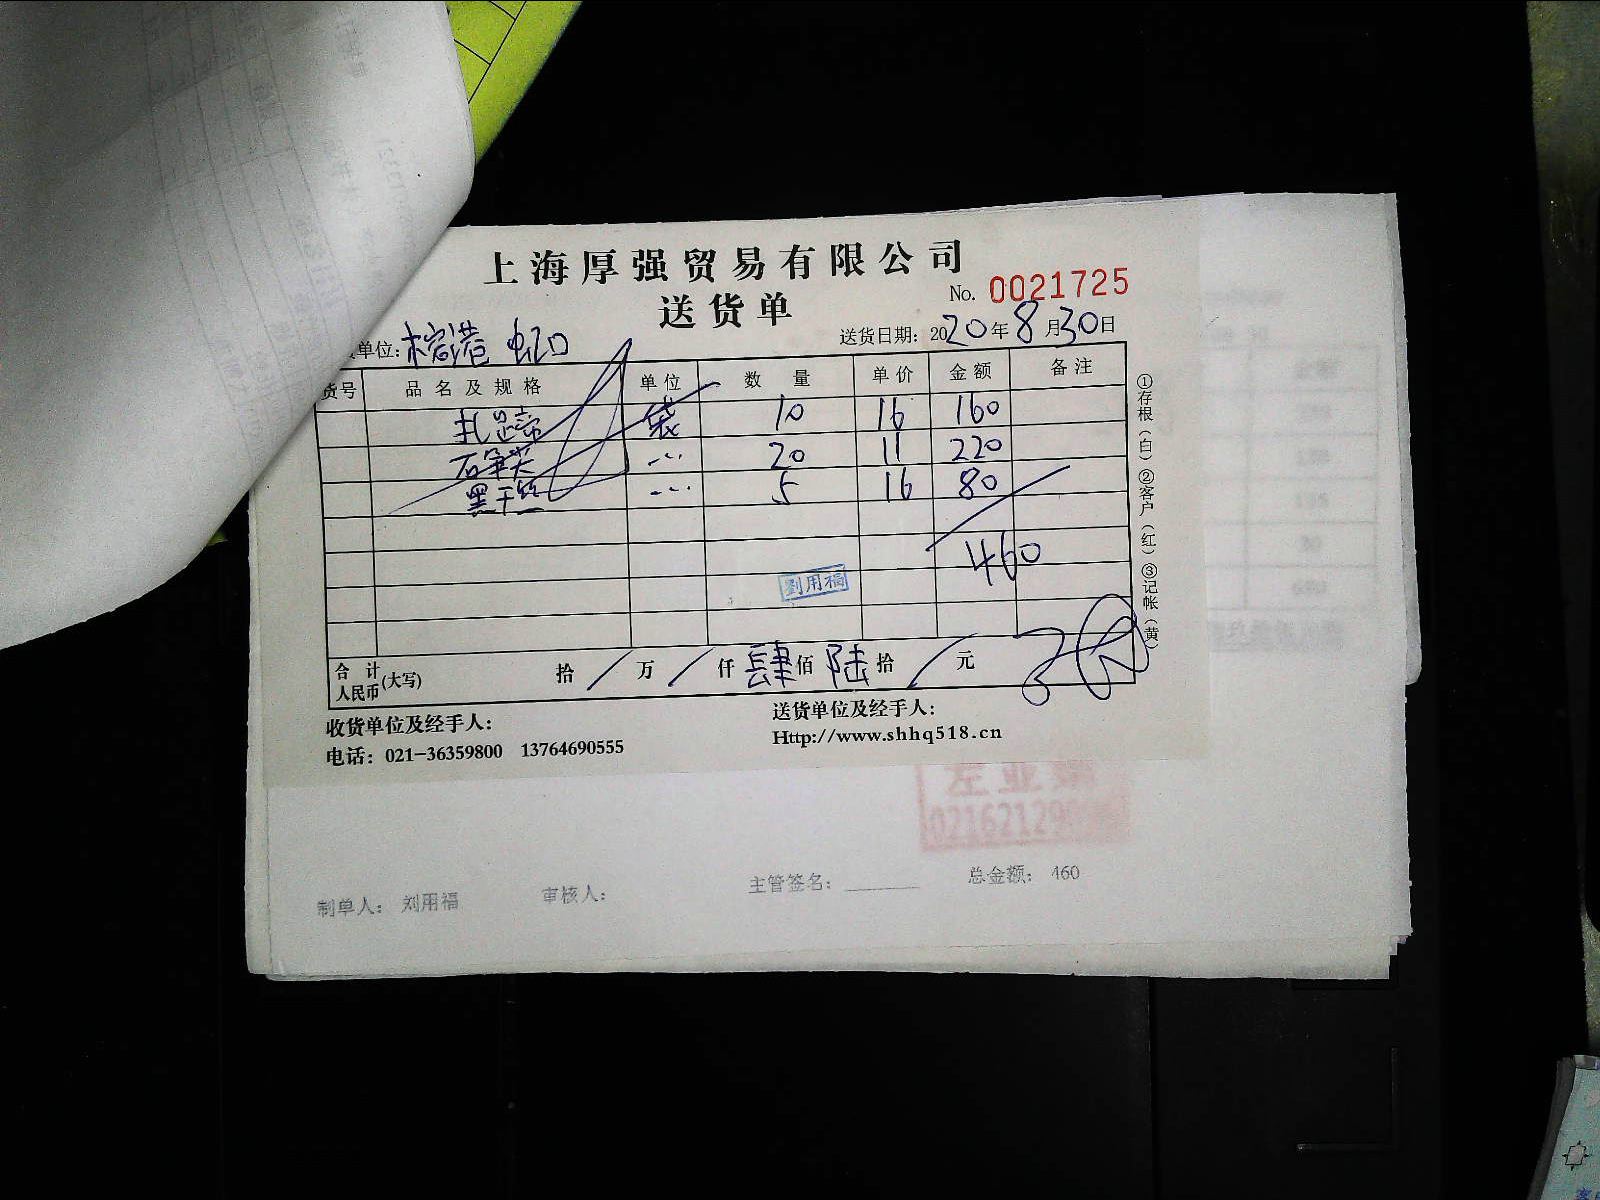 上海厚强贸易有限公司
送货单
No. 0021725
单位: 榕港 虹口
送货日期: 2020年8月30日
货号 品名及规格 单位 数量 单价 金额 备注
扎蹄 袋 10 16 160
石笋尖 〃 20 11 220
黑干丝 〃 5 16 80
460
劉用福
合计人民币(大写) 拾/万/仟肆佰陆拾/元
①存根(白)②客户(红)③记帐(黄)
收货单位及经手人:
送货单位及经手人:
电话: 021-36359800 13764690555
Http://www.shhq518.cn
02162129
制单人: 刘用福 审核人: 主管签名: 总金额: 460